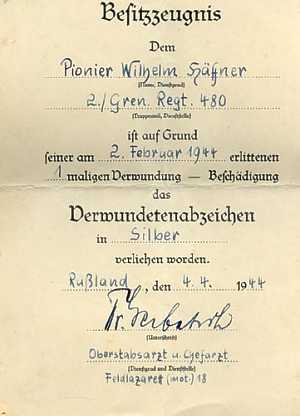 Besitzzeugnis
Dem
Pionier Wilhelm Häffner
(Name, Dienstgrad)
2./Gren. Regt. 480
(Truppenteil, Dienststelle)
ist auf Grund
seiner am 2. Februar 1944 erlittenen
1 maligen Verwundung — Beschädigung
das
Verwundetenabzeichen
in Silber
verliehen worden.
Rußland, den 4. 4. 1944
(Unterschrift)
Oberstabsarzt u. Chefarzt
(Dienstgrad und Dienststelle)
Feldlazarett (mot.) 18